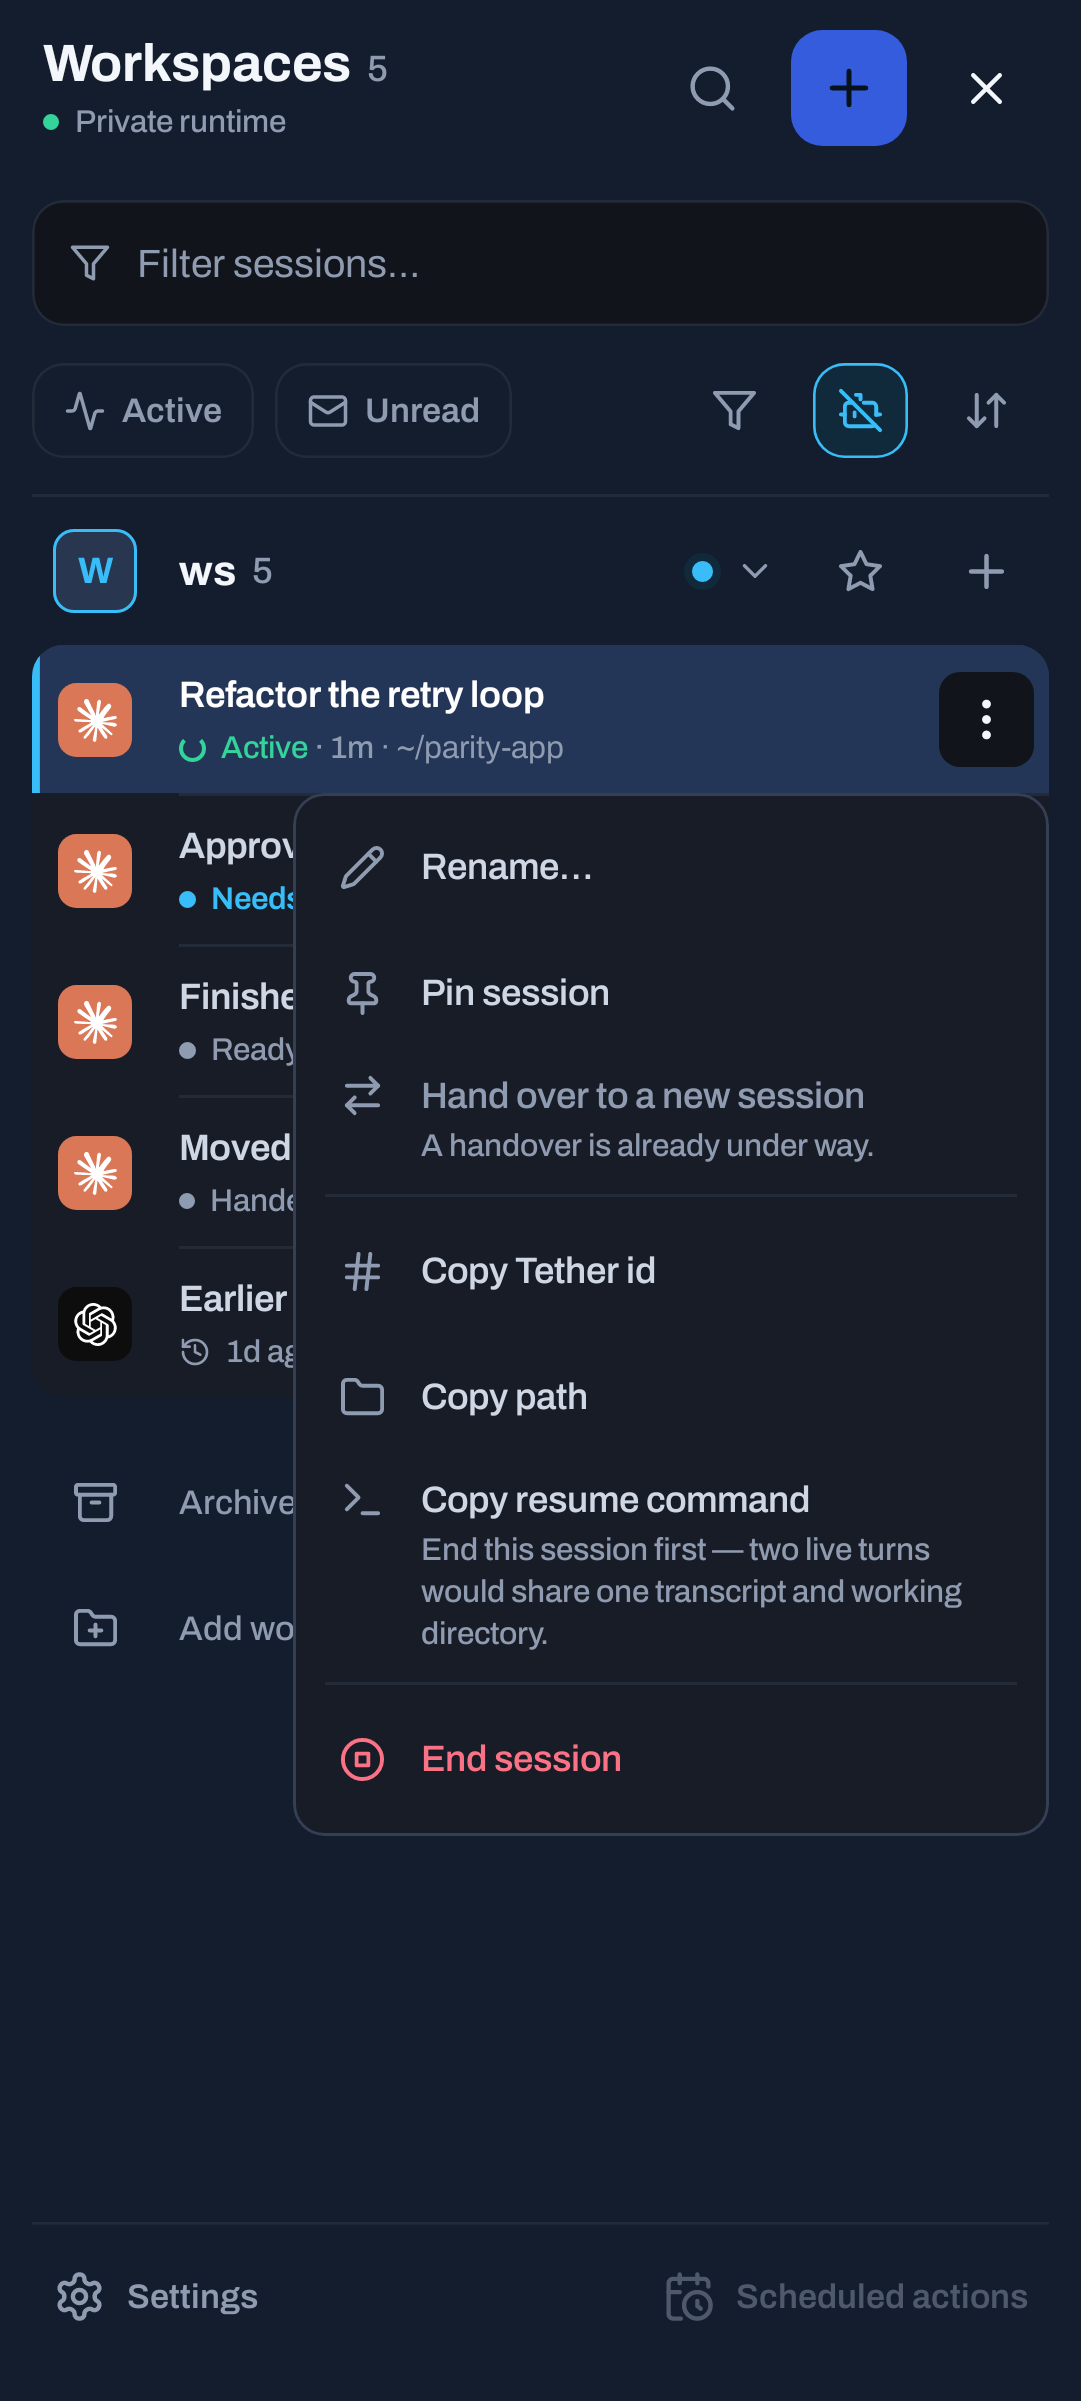 Workspaces 5
Private runtime
Filter sessions...
Active
Unread
W
ws 5
Refactor the retry loop
Active · 1m · ~/parity-app
Approv
Needs
Finishe
Ready
Moved
Hande
Earlier
1d ag
Archive
Add wo
Rename...
Pin session
Hand over to a new session
A handover is already under way.
Copy Tether id
Copy path
Copy resume command
End this session first — two live turns
would share one transcript and working
directory.
End session
Settings
Scheduled actions